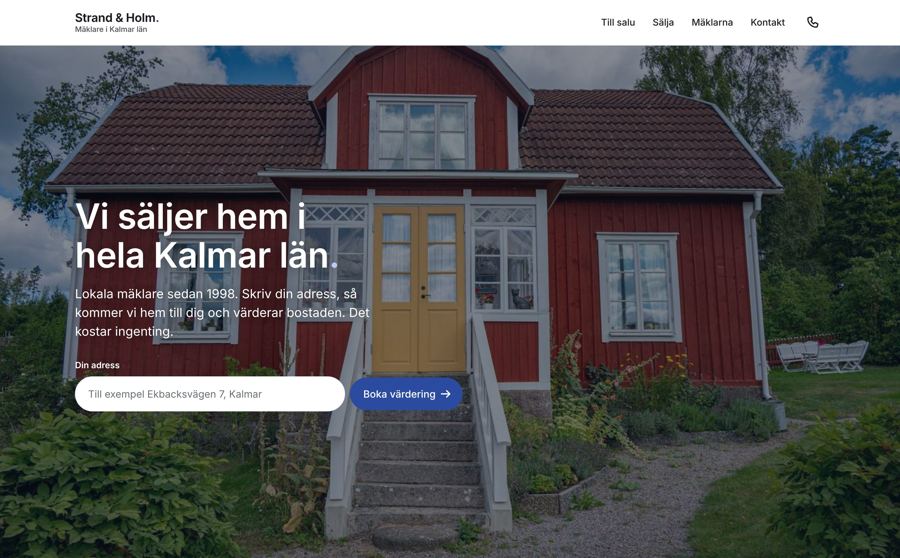 Strand & Holm.
Mäklare i Kalmar län
Till salu
Sälja
Mäklarna
Kontakt
Vi säljer hem i
hela Kalmar län.
Lokala mäklare sedan 1998. Skriv din adress, så
kommer vi hem till dig och värderar bostaden. Det
kostar ingenting.
Din adress
Till exempel Ekbacksvägen 7, Kalmar
Boka värdering